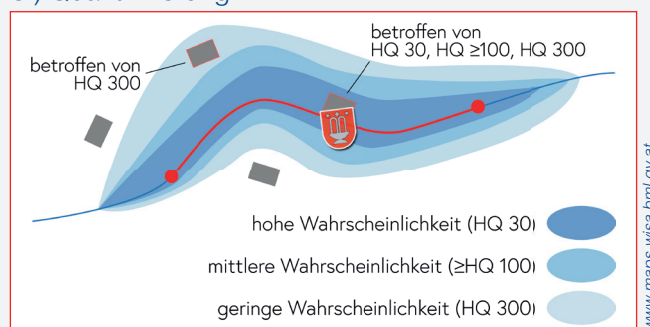 betroffen von
HQ 30, HQ ≥100, HQ 300
betroffen von
HQ 300
hohe Wahrscheinlichkeit (HQ 30)
mittlere Wahrscheinlichkeit (≥HQ 100)
geringe Wahrscheinlichkeit (HQ 300)